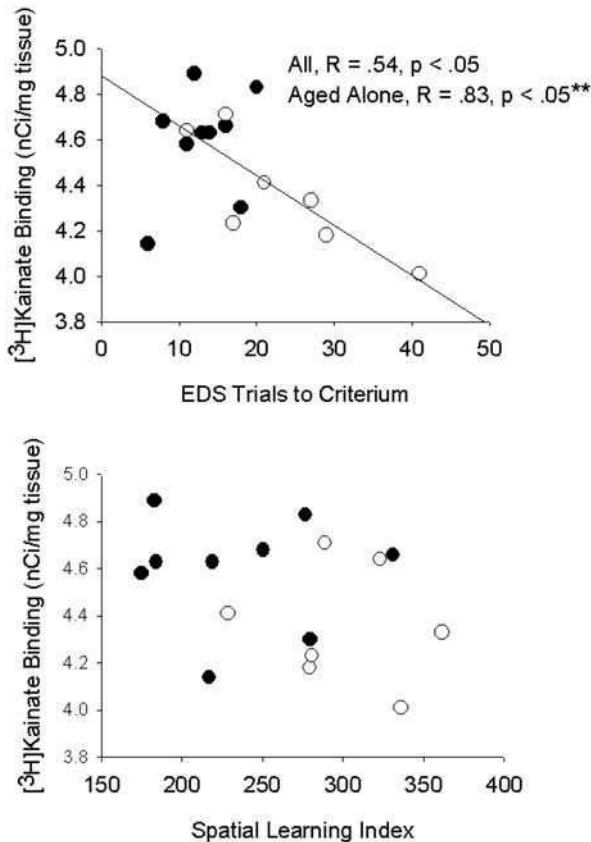 All, R = .54, p < .05
Aged Alone, R = .83, p < .05**
[3H]Kainate Binding (nCi/mg tissue)
5.0
4.8
4.6
4.4
4.2
4.0
3.8
0 10 20 30 40 50
EDS Trials to Criterium
[3H]Kainate Binding (nCi/mg tissue)
5.0
4.8
4.6
4.4
4.2
4.0
3.8
150 200 250 300 350 400
Spatial Learning Index